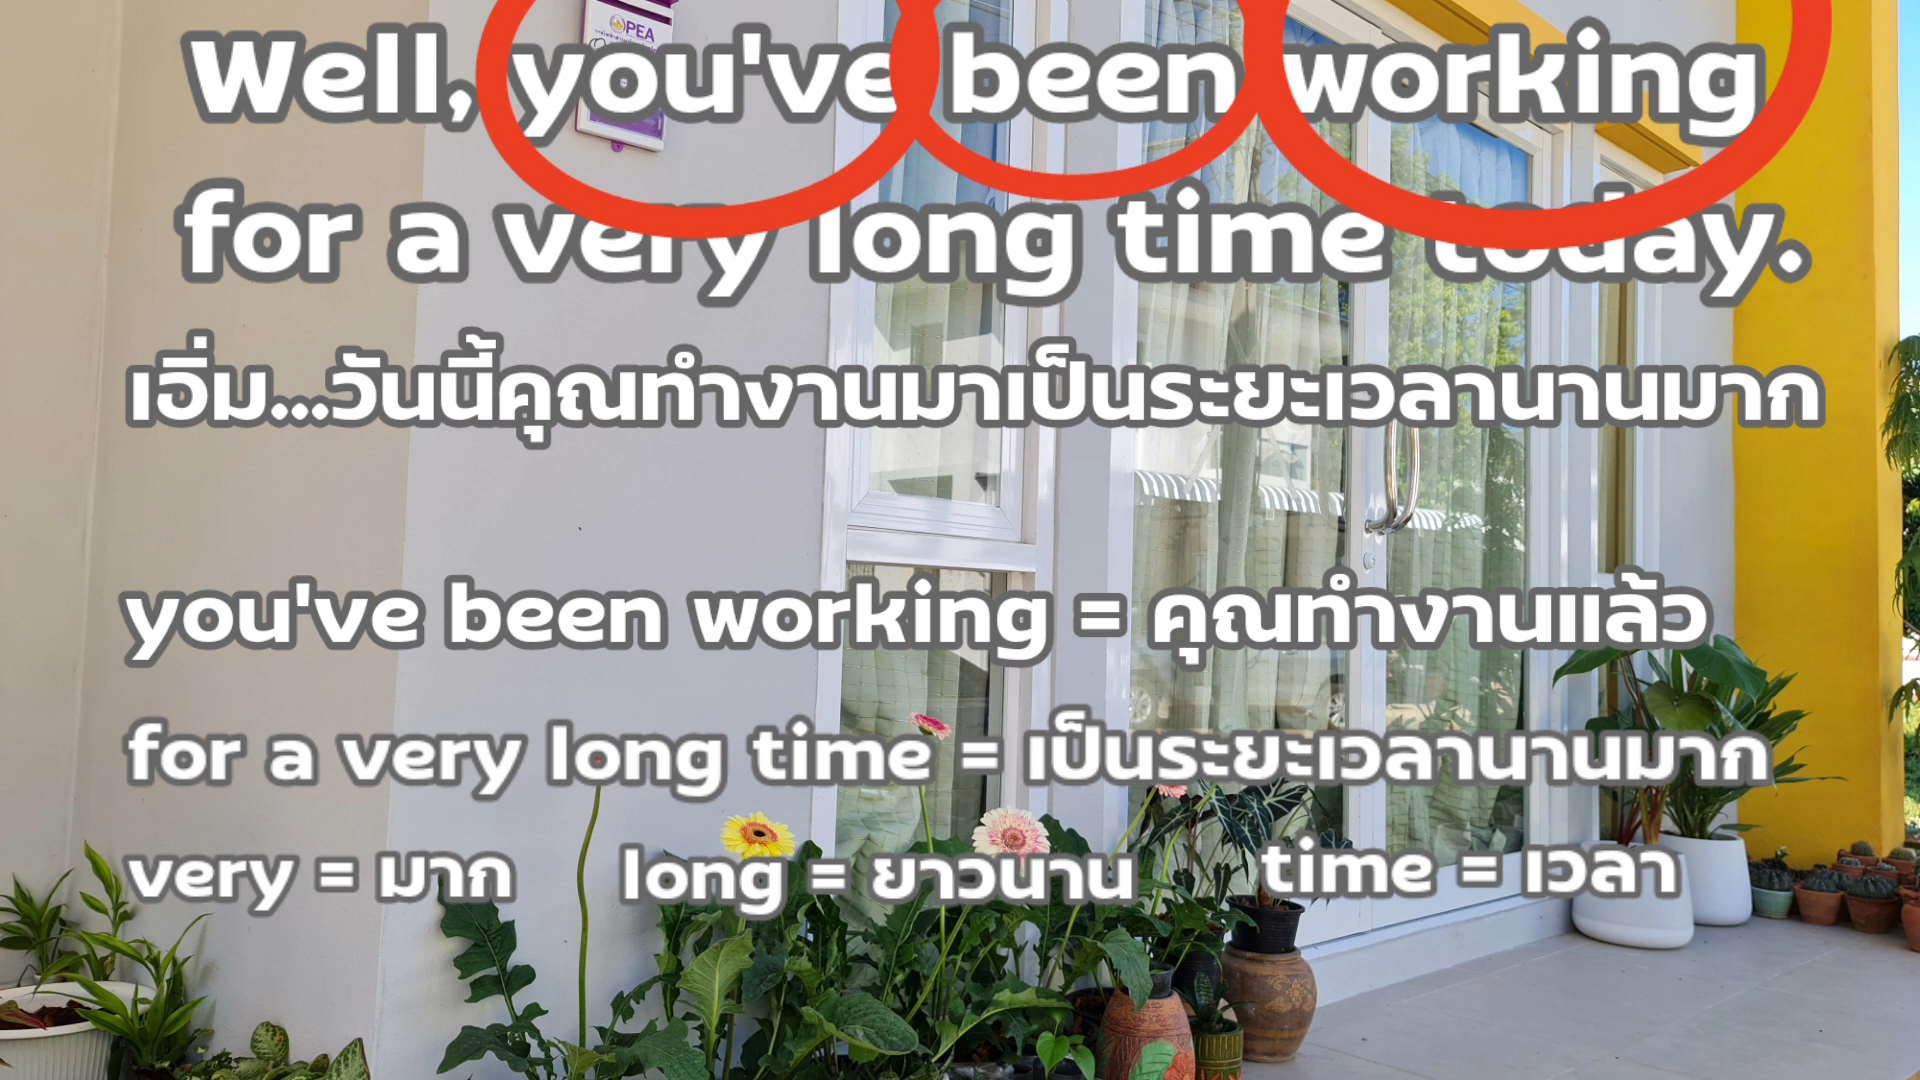 PEA
Well, you've been working
for a very long time today.
เอิ่ม...วันนี้คุณทำงานมาเป็นระยะเวลานานมาก
you've been working = คุณทำงานแล้ว
for a very long time = เป็นระยะเวลานานมาก
very = มาก long = ยาวนาน time = เวลา